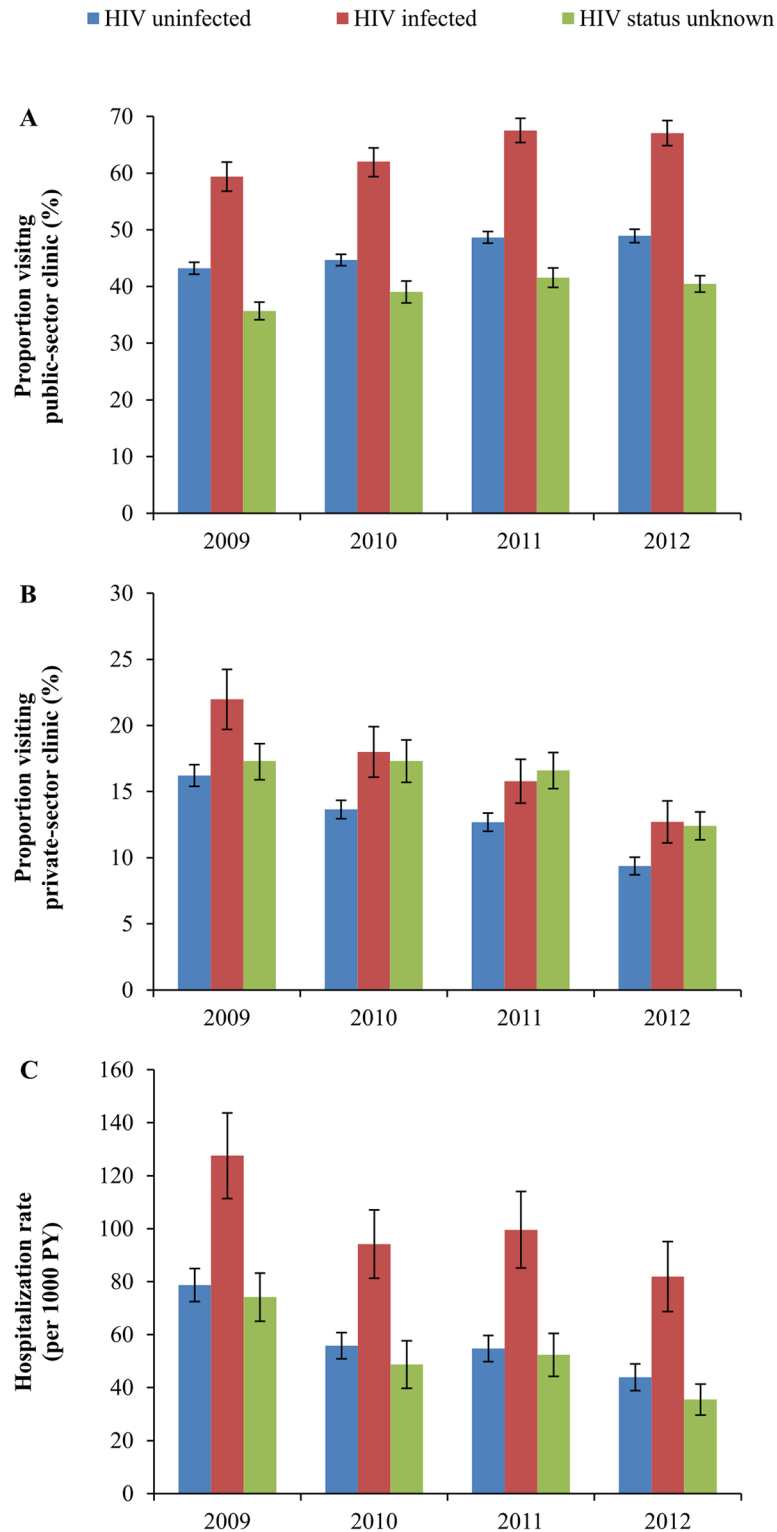 HIV uninfected HIV infected HIV status unknown
A
Proportion visitng
public-sector clinic (%)
70
60
50
40
30
20
10
0
2009 2010 2011 2012
B
Proportion visiting
private-sector clinic (%)
30
25
20
15
10
5
0
2009 2010 2011 2012
C
Hospitalization rate
(per 1000 PY)
160
140
120
100
80
60
40
20
0
2009 2010 2011 2012